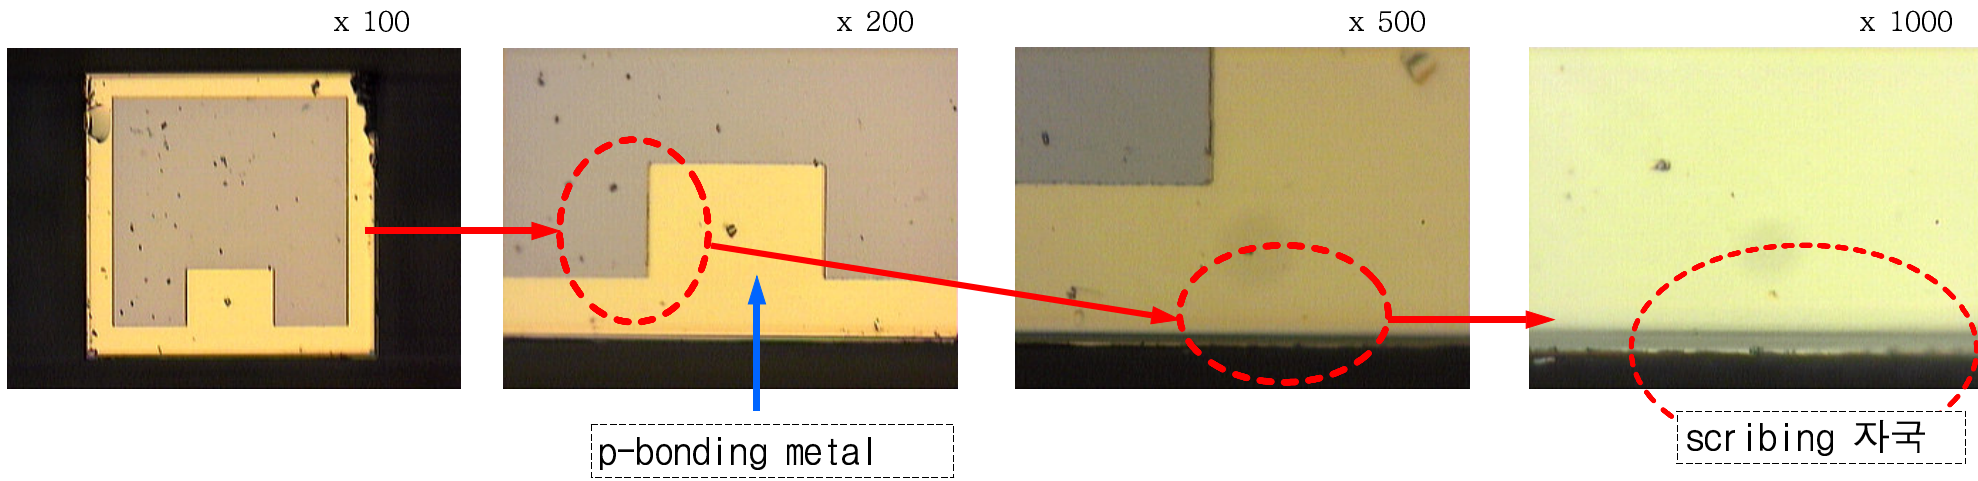 x 100
x 200
x 500
x 1000
p-bonding metal
scribing 자국